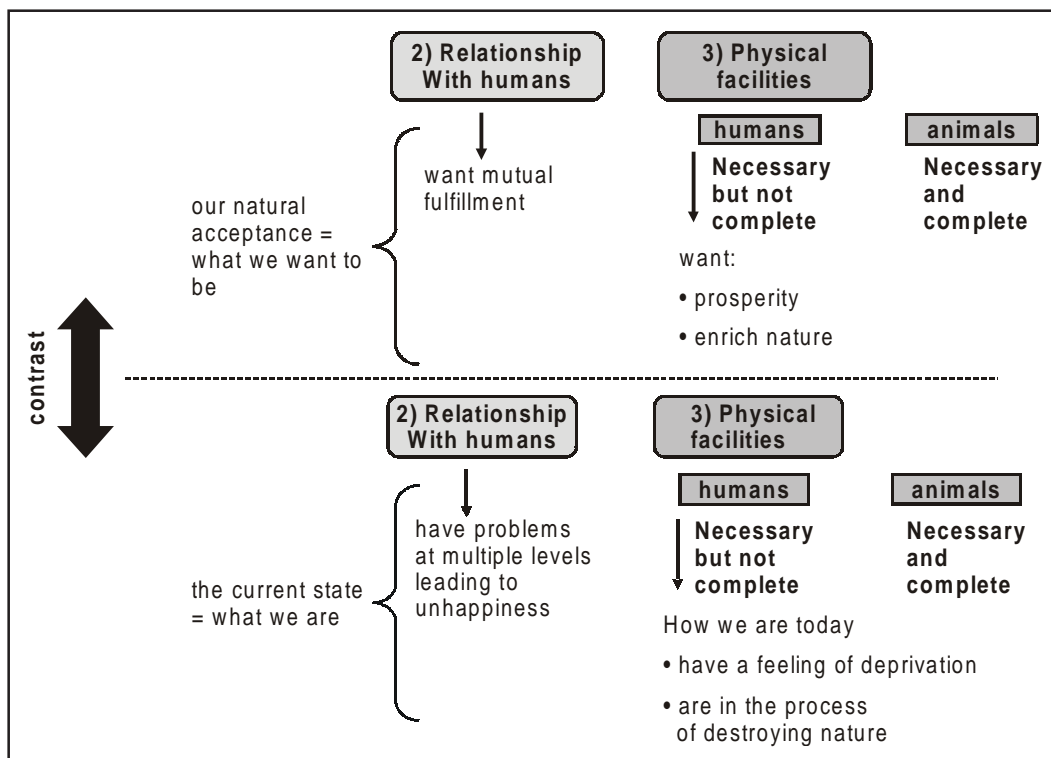 2) Relationship
With humans
3) Physical
facilities
humans
animals
want mutual
fulfillment
Necessary
but not
complete
Necessary
and
complete
our natural
acceptance =
what we want to
be
want:
• prosperity
• enrich nature
contrast
2) Relationship
With humans
3) Physical
facilities
humans
animals
have problems
at multiple levels
leading to
unhappiness
Necessary
but not
complete
Necessary
and
complete
the current state
= what we are
How we are today
• have a feeling of deprivation
• are in the process
of destroying nature